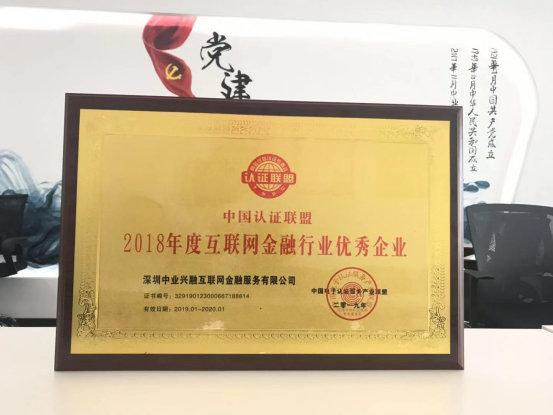 党建
认证联盟
中国认证联盟
2018年度互联网金融行业优秀企业
深圳中业兴融互联网金融服务有限公司
证书编号：329190123000667188814
有效日期：2019.01–2020.01
中国电子认证服务产业联盟
二〇一九年